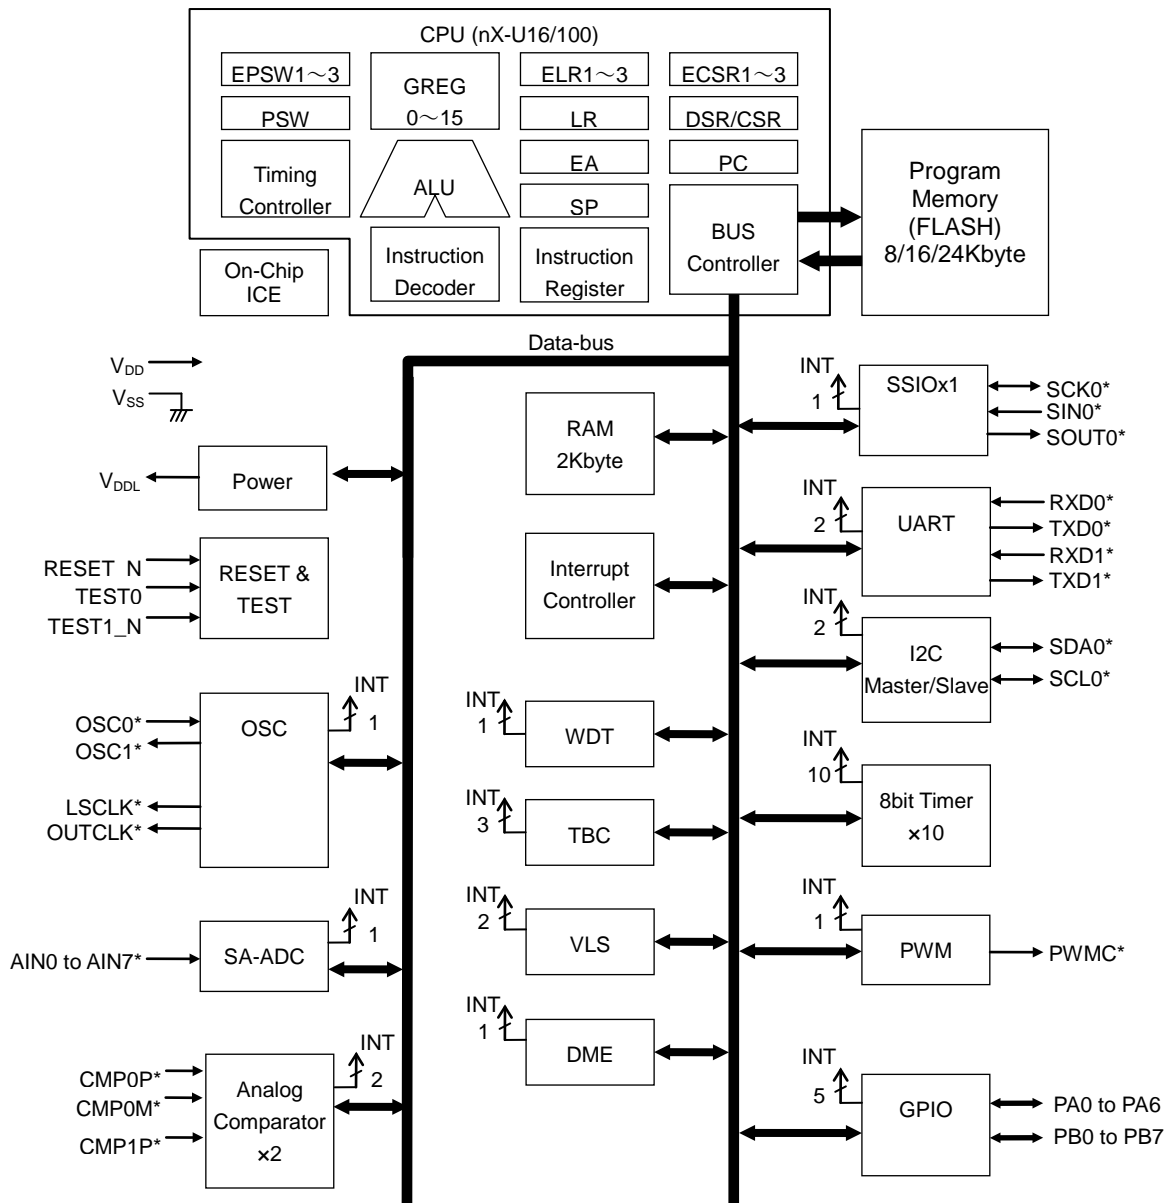 CPU (nX-U16/100)
EPSW1～3
GREG
0～15
ELR1～3
ECSR1～3
PSW
LR
DSR/CSR
Timing
Controller
ALU
EA
PC
SP
BUS
Controller
Program
Memory
(FLASH)
8/16/24Kbyte
On-Chip
ICE
Instruction
Decoder
Instruction
Register
Data-bus
VDD
VSS
VDDL
Power
RESET_N
TEST0
TEST1_N
RESET &
TEST
OSC0*
OSC1*
LSCLK*
OUTCLK*
OSC
INT
1
AIN0 to AIN7*
SA-ADC
INT
1
CMP0P*
CMP0M*
CMP1P*
Analog
Comparator
×2
INT
2
RAM
2Kbyte
Interrupt
Controller
INT
1
WDT
INT
3
TBC
INT
2
VLS
INT
1
DME
INT
1
SSIOx1
SCK0*
SIN0*
SOUT0*
INT
2
UART
RXD0*
TXD0*
RXD1*
TXD1*
INT
2
I2C
Master/Slave
SDA0*
SCL0*
INT
10
8bit Timer
×10
INT
1
PWM
PWMC*
INT
5
GPIO
PA0 to PA6
PB0 to PB7